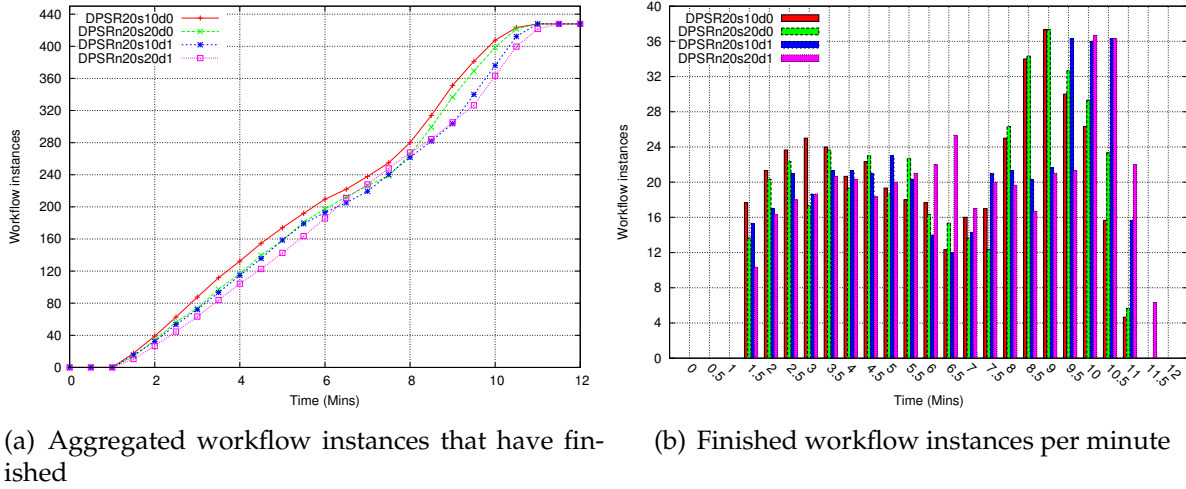 DPSR20s10d0
DPSRn20s20d0
DPSRn20s10d1
DPSRn20s20d1
440
400
360
320
280
240
200
160
120
80
40
0
0 2 4 6 8 10 12
Workflow instances
Time (Mins)
(a) Aggregated workflow instances that have fin-
ished
DPSR20s10d0
DPSRn20s20d0
DPSRn20s10d1
DPSRn20s20d1
40
36
32
28
24
20
16
12
8
4
0
0 0.5 1 1.5 2 2.5 3 3.5 4 4.5 5 5.5 6 6.5 7 7.5 8 8.5 9 9.5 10 10.5 11 11.5 12
Workflow instances
Time (Mins)
(b) Finished workflow instances per minute